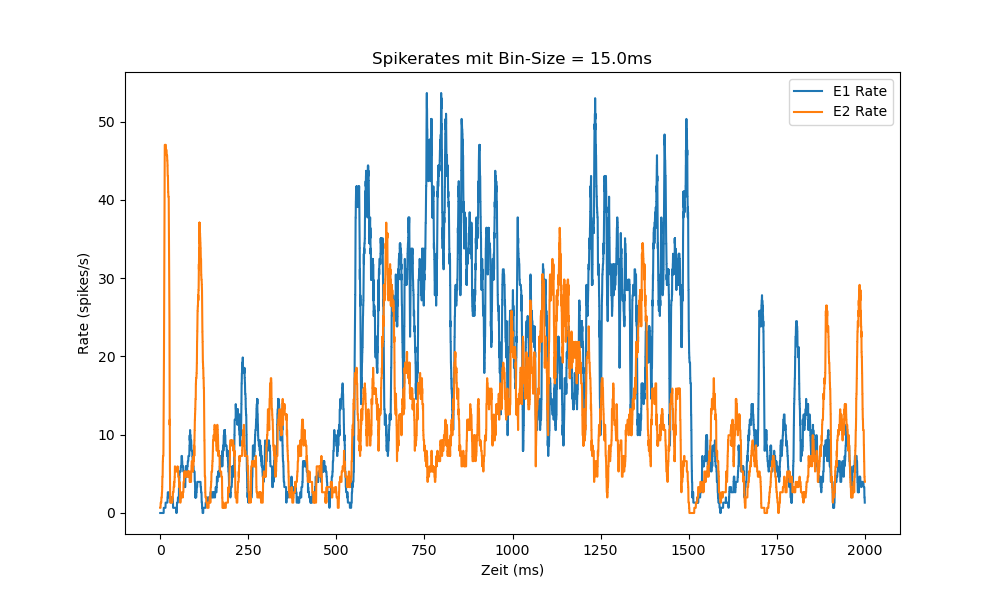 Spikerates mit Bin-Size = 15.0ms
E1 Rate
E2 Rate
Rate (spikes/s)
50
40
30
20
10
0
0 250 500 750 1000 1250 1500 1750 2000
Zeit (ms)